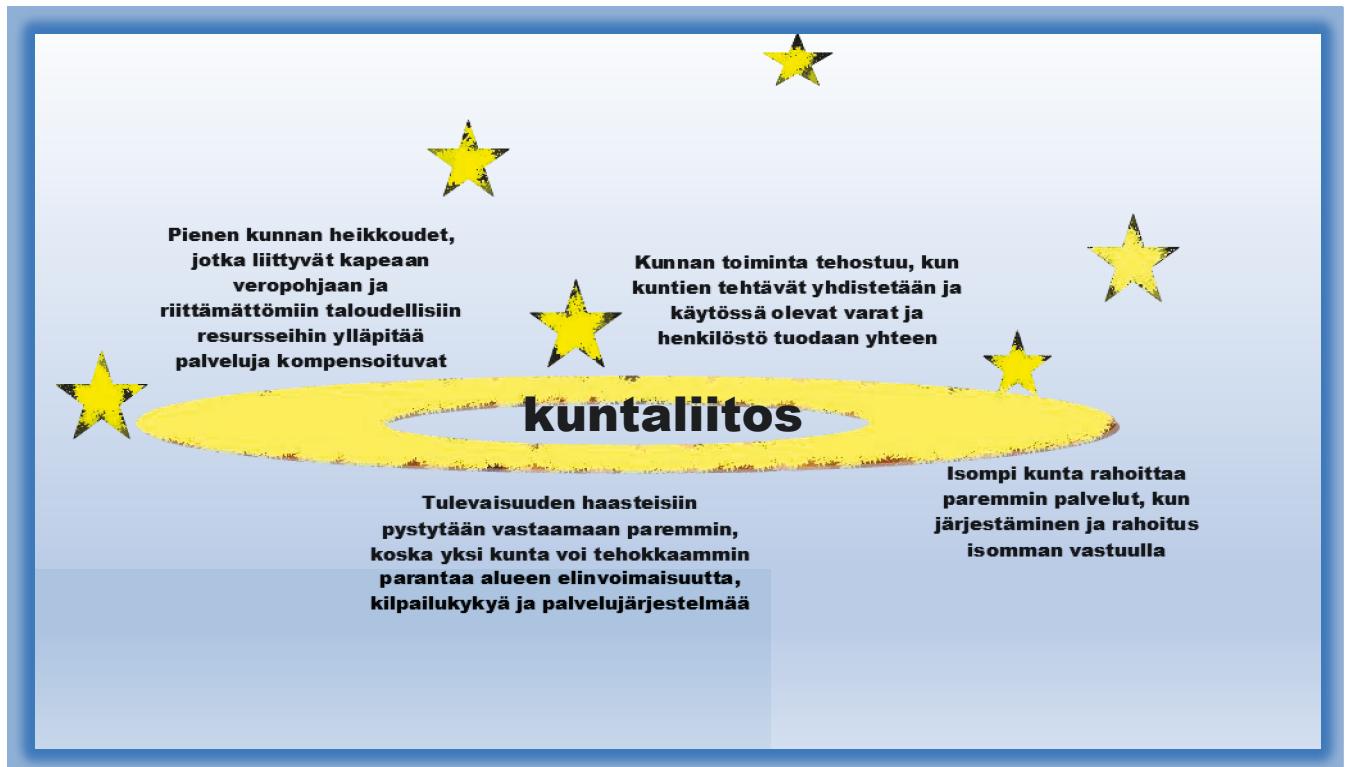 Pienen kunnan heikkoudet,
jotka liittyvät kapeaan
veropohjaan ja
riittämättömiin taloudellisiin
resursseihin ylläpitää
palveluja kompensoituvat
Kunnan toiminta tehostuu, kun
kuntien tehtävät yhdistetään ja
käytössä olevat varat ja
henkilöstö tuodaan yhteen
kuntaliitos
Tulevaisuuden haasteisiin
pystytään vastaamaan paremmin,
koska yksi kunta voi tehokkaammin
parantaa alueen elinvoimaisuutta,
kilpailukykyä ja palvelujärjestelmää
Isompi kunta rahoittaa
paremmin palvelut, kun
järjestäminen ja rahoitus
isomman vastuulla